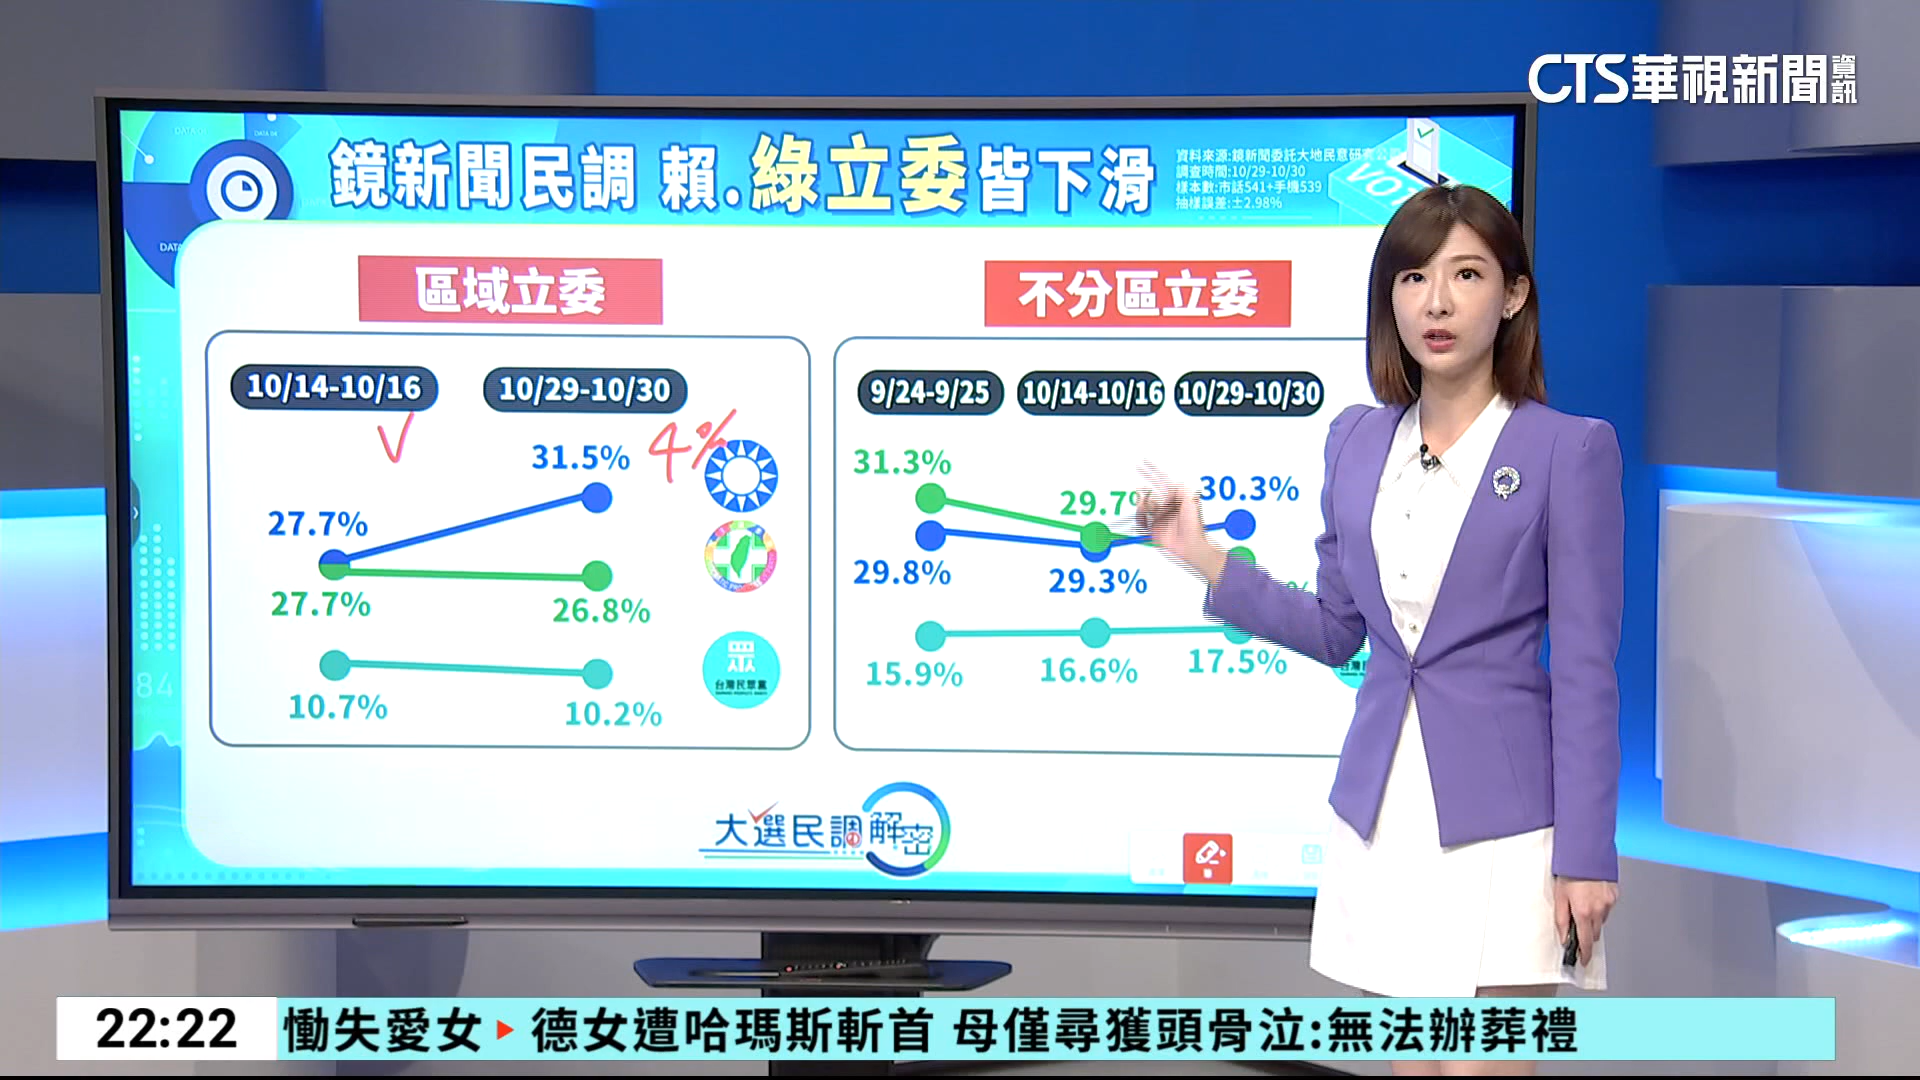 CTS華視新聞資訊
鏡新聞民調 賴.綠立委皆下滑
資料來源:鏡新聞委託大地民意研究
調查時間:10/29-10/30
樣本數:市話541+手機539
抽樣誤差:±2.98%
區域立委
10/14-10/16
10/29-10/30
4%
31.5%
27.7%
27.7%
26.8%
10.7%
10.2%
眾
台灣民眾黨
不分區立委
9/24-9/25
10/14-10/16
10/29-10/30
31.3%
29.7%
30.3%
29.8%
29.3%
15.9%
16.6%
17.5%
大選民調解密
22:22
慟失愛女▶德女遭哈瑪斯斬首 母僅尋獲頭骨泣:無法辦葬禮